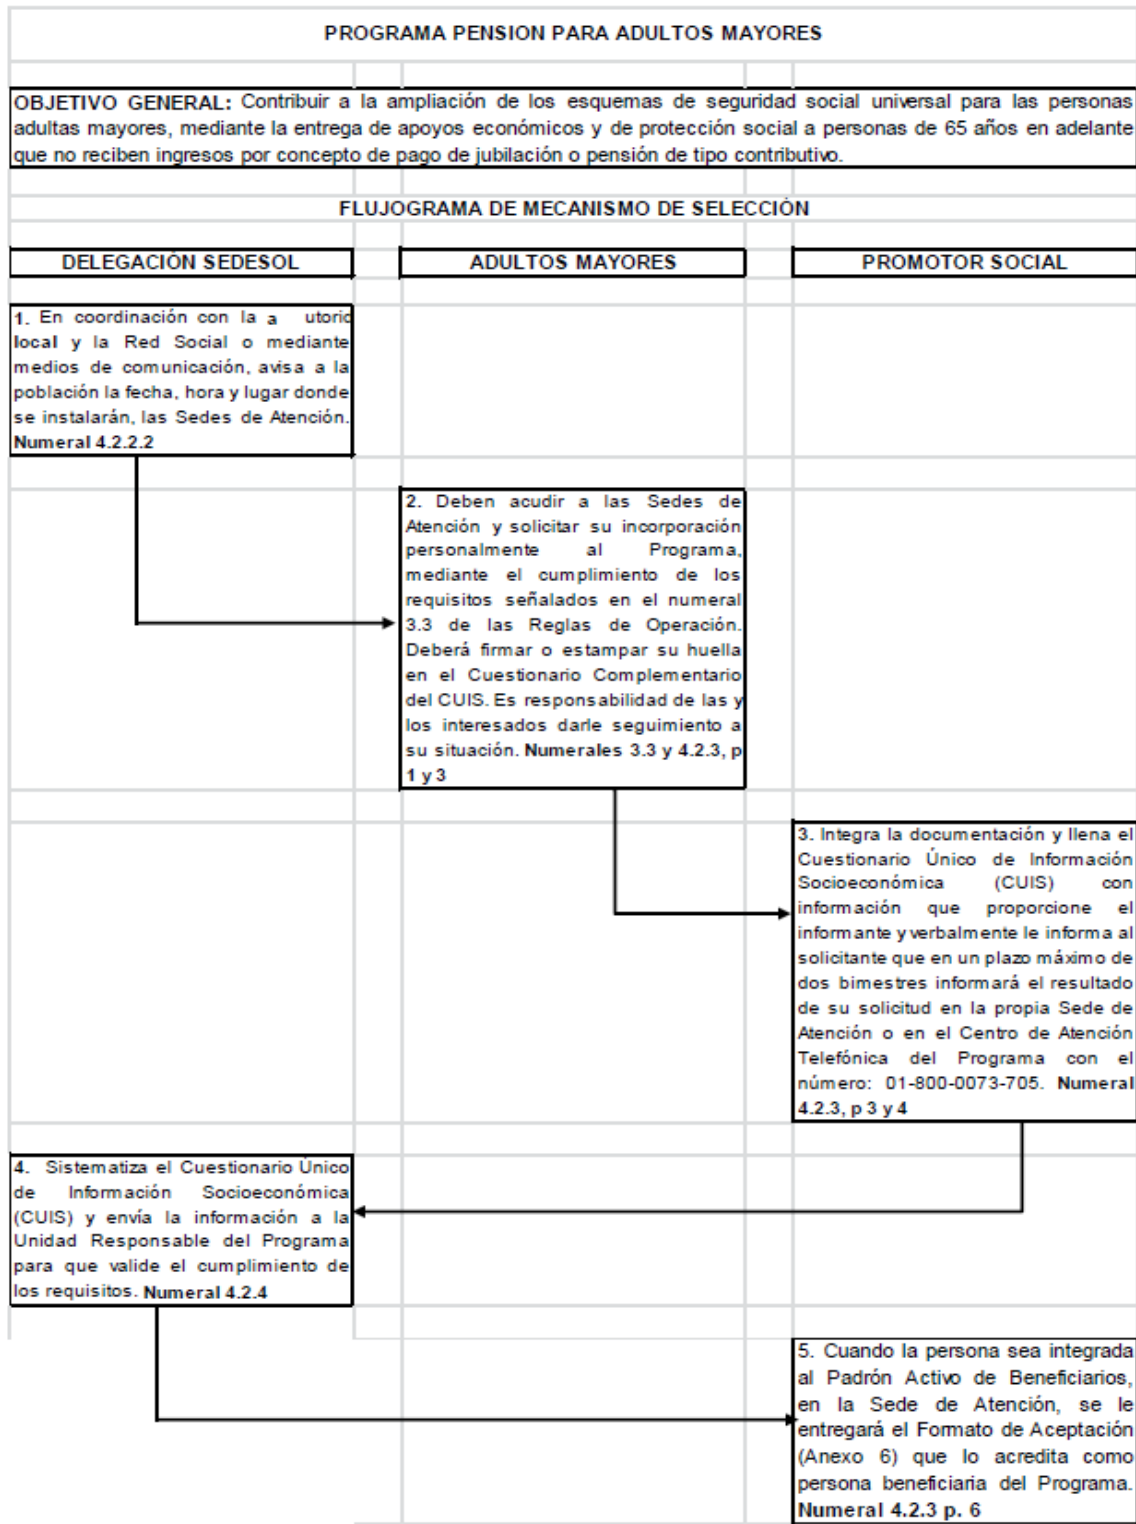 PROGRAMA PENSION PARA ADULTOS MAYORES
OBJETIVO GENERAL: Contribuir a la ampliación de los esquemas de seguridad social universal para las personas
adultas mayores, mediante la entrega de apoyos económicos y de protección social a personas de 65 años en adelante
que no reciben ingresos por concepto de pago de jubilación o pensión de tipo contributivo.
FLUJOGRAMA DE MECANISMO DE SELECCIÓN
DELEGACIÓN SEDESOL
ADULTOS MAYORES
PROMOTOR SOCIAL
1. En coordinación con la a utorid
local y la Red Social o mediante
medios de comunicación, avisa a la
población la fecha, hora y lugar donde
se instalarán, las Sedes de Atención.
Numeral 4.2.2.2
2. Deben acudir a las Sedes de
Atención y solicitar su incorporación
personalmente al Programa,
mediante el cumplimiento de los
requisitos señalados en el numeral
3.3 de las Reglas de Operación.
Deberá firmar o estampar su huella
en el Cuestionario Complementario
del CUIS. Es responsabilidad de las y
los interesados darle seguimiento a
su situación. Numerales 3.3 y 4.2.3, p
1 y 3
3. Integra la documentación y llena el
Cuestionario Único de Información
Socioeconómica (CUIS) con
información que proporcione el
informante y verbalmente le informa al
solicitante que en un plazo máximo de
dos bimestres informará el resultado
de su solicitud en la propia Sede de
Atención o en el Centro de Atención
Telefónica del Programa con el
número: 01-800-0073-705. Numeral
4.2.3, p 3 y 4
4. Sistematiza el Cuestionario Único
de Información Socioeconómica
(CUIS) y envía la información a la
Unidad Responsable del Programa
para que valide el cumplimiento de
los requisitos. Numeral 4.2.4
5. Cuando la persona sea integrada
al Padrón Activo de Beneficiarios,
en la Sede de Atención, se le
entregará el Formato de Aceptación
(Anexo 6) que lo acredita como
persona beneficiaria del Programa.
Numeral 4.2.3 p. 6